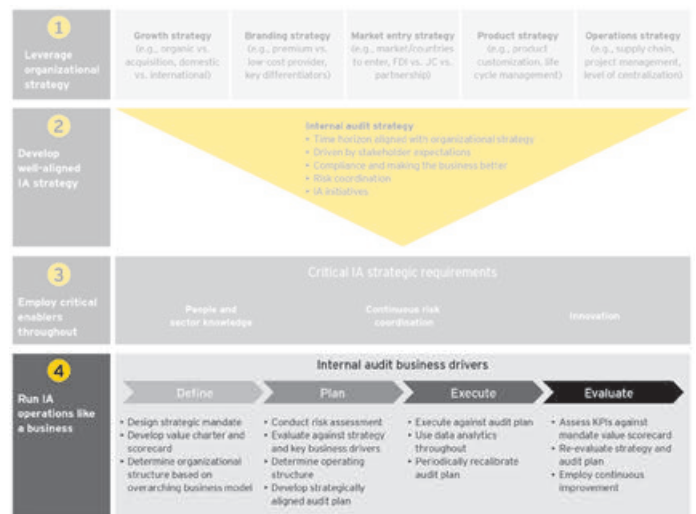 1
Leverage
organizational
strategy
Growth strategy
(e.g., organic vs.
acquisition, domestic
vs. international)
Branding strategy
(e.g., premium vs.
low-cost provider,
key differentiators)
Market entry strategy
(e.g., market/countries
to enter, FDI vs. JC vs.
partnership)
Product strategy
(e.g., product
customization, life
cycle management)
Operations strategy
(e.g., supply chain,
project management,
level of centralization)
2
Develop
well-aligned
IA strategy
Internal audit strategy
• Time horizon aligned with organizational strategy
• Driven by stakeholder expectations
• Compliance and making the business better
• Risk coordination
• IA initiatives
3
Employ critical
enablers
throughout
Critical IA strategic requirements
People and
sector knowledge
Continuous risk
coordination
Innovation
4
Run IA
operations like
a business
Internal audit business drivers
Define
• Design strategic mandate
• Develop value charter and
scorecard
• Determine organizational
structure based on
overarching business model
Plan
• Conduct risk assessment
• Evaluate against strategy
and key business drivers
• Determine operating
structure
• Develop strategically
aligned audit plan
Execute
• Execute against audit plan
• Use data analytics
throughout
• Periodically recalibrate
audit plan
Evaluate
• Assess KPIs against
mandate value scorecard
• Re-evaluate strategy and
audit plan
• Employ continuous
improvement